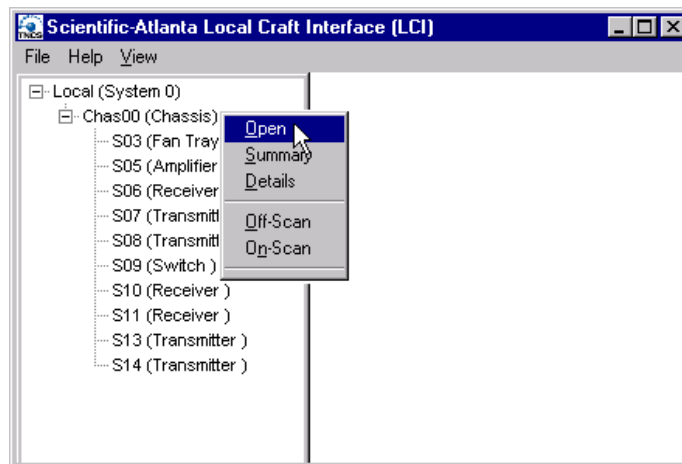 Scientific-Atlanta Local Craft Interface (LCI)
File Help View
Local (System 0)
Chas00 (Chassis)
Open
S03 (Fan Tray
Summary
S05 (Amplifier
Details
S06 (Receiver
S07 (Transmitt
Off-Scan
S08 (Transmitt
On-Scan
S09 (Switch )
S10 (Receiver )
S11 (Receiver )
S13 (Transmitter )
S14 (Transmitter )